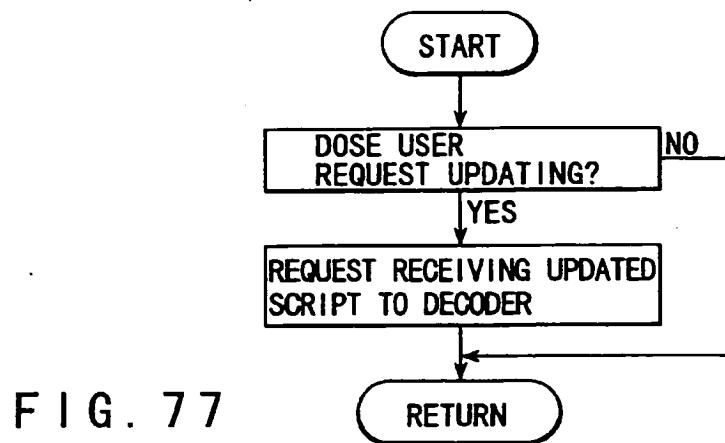 START
DOSE USER
REQUEST UPDATING?
NO
YES
REQUEST RECEIVING UPDATED
SCRIPT TO DECODER
RETURN
FIG. 77